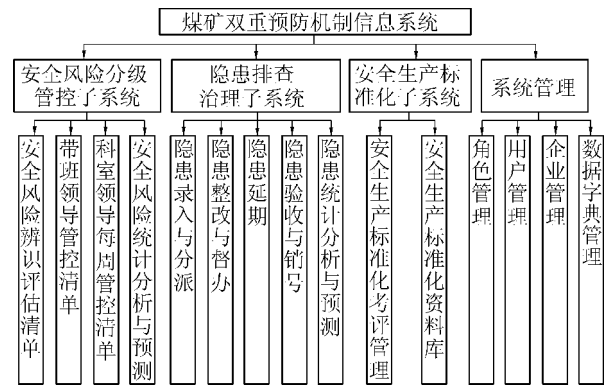 煤矿双重预防机制信息系统
安全风险分级
管控子系统
隐患排查
治理子系统
安全生产标
准化子系统
系统管理
安全风险辨识评估清单
带班领导管控清单
科室领导每周管控清单
安全风险统计分析与预测
隐患录入与分派
隐患整改与督办
隐患延期
隐患验收与销号
隐患统计分析与预测
安全生产标准化考评管理
安全生产标准化资料库
角色管理
用户管理
企业管理
数据字典管理